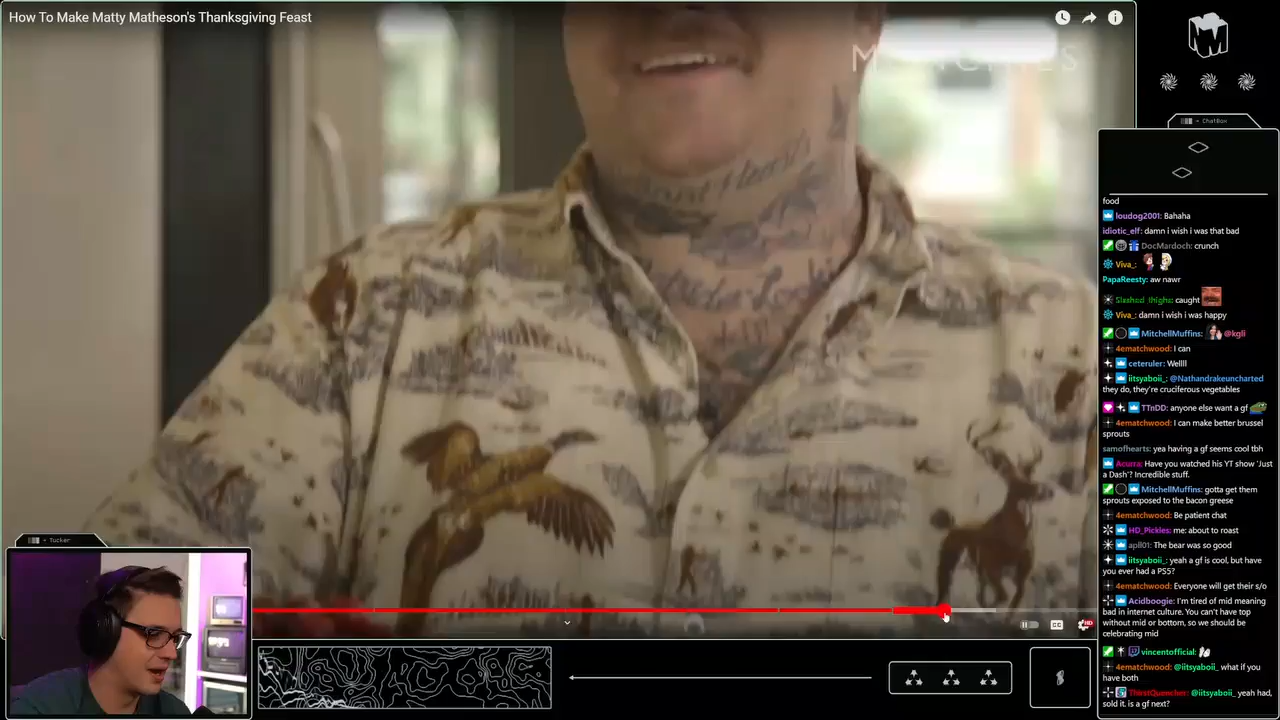 How To Make Matty Matheson's Thanksgiving Feast
ChatBox
food
loudog2001: Bahaha
idiotic_elf: damn i wish i was that bad
DocMardoch: crunch
Viva_:
PapaReesty: aw nawr
caught
Viva_: damn i wish i was happy
MitchellMuffins: @kgli
4ematchwood: I can
ceteruler: Wellll
iitsyaboii_: @Nathandrakeuncharted
they do, they're cruciferous vegetables
TTnDD: anyone else want a gf
4ematchwood: I can make better brussel
sprouts
samofhearts: yea having a gf seems cool tbh
Acurra: Have you watched his YT show 'Just
a Dash'? Incredible stuff.
MitchellMuffins: gotta get them
sprouts exposed to the bacon greese
4ematchwood: Be patient chat
HD_Pickles: me: about to roast
apll01: The bear was so good
iitsyaboii_: yeah a gf is cool, but have
you ever had a PS5?
4ematchwood: Everyone will get their s/o
Acidboogie: I'm tired of mid meaning
bad in internet culture. You can't have top
without mid or bottom, so we should be
celebrating mid
vincentofficial:
4ematchwood: @iitsyaboii_ what if you
have both
ThirstQuencher: @iitsyaboii_ yeah had,
sold it. is a gf next?
tucker
CC
HD